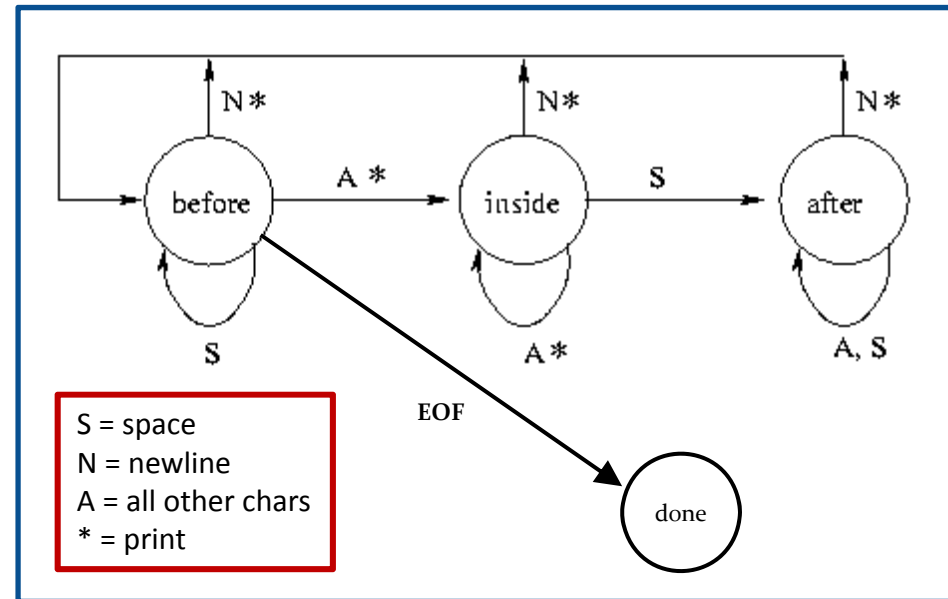 N*
N*
N*
before
A *
inside
S
after
S
A*
A, S
EOF
S = space
N = newline
A = all other chars
* = print
done